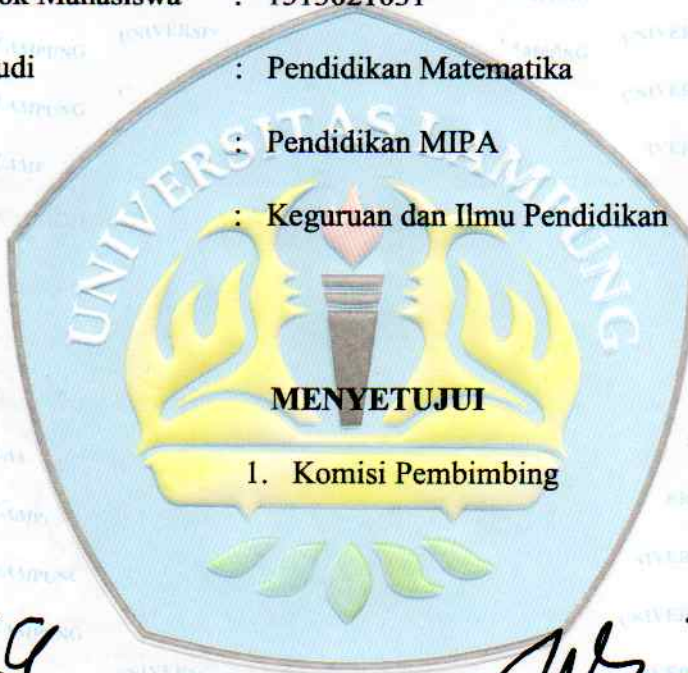 : Pendidikan Matematika
: Pendidikan MIPA
: Keguruan dan Ilmu Pendidikan
UNIVERSITAS LAMPUNG
MENYETUJUI
1. Komisi Pembimbing